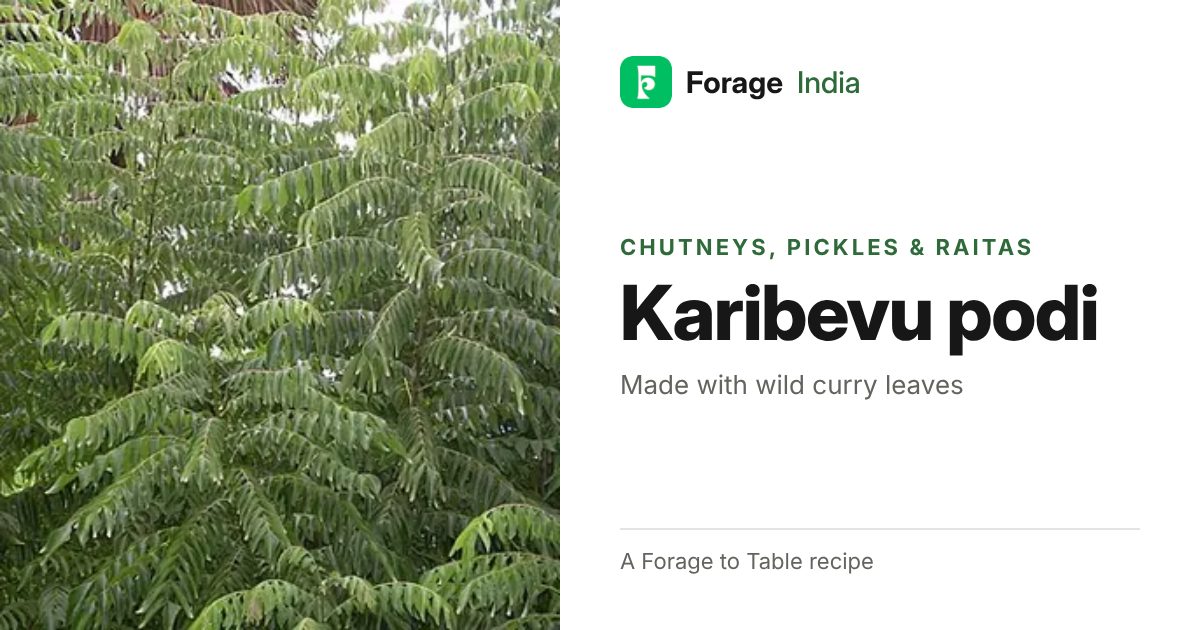 Forage India
CHUTNEYS, PICKLES & RAITAS
Karibevu podi
Made with wild curry leaves
A Forage to Table recipe